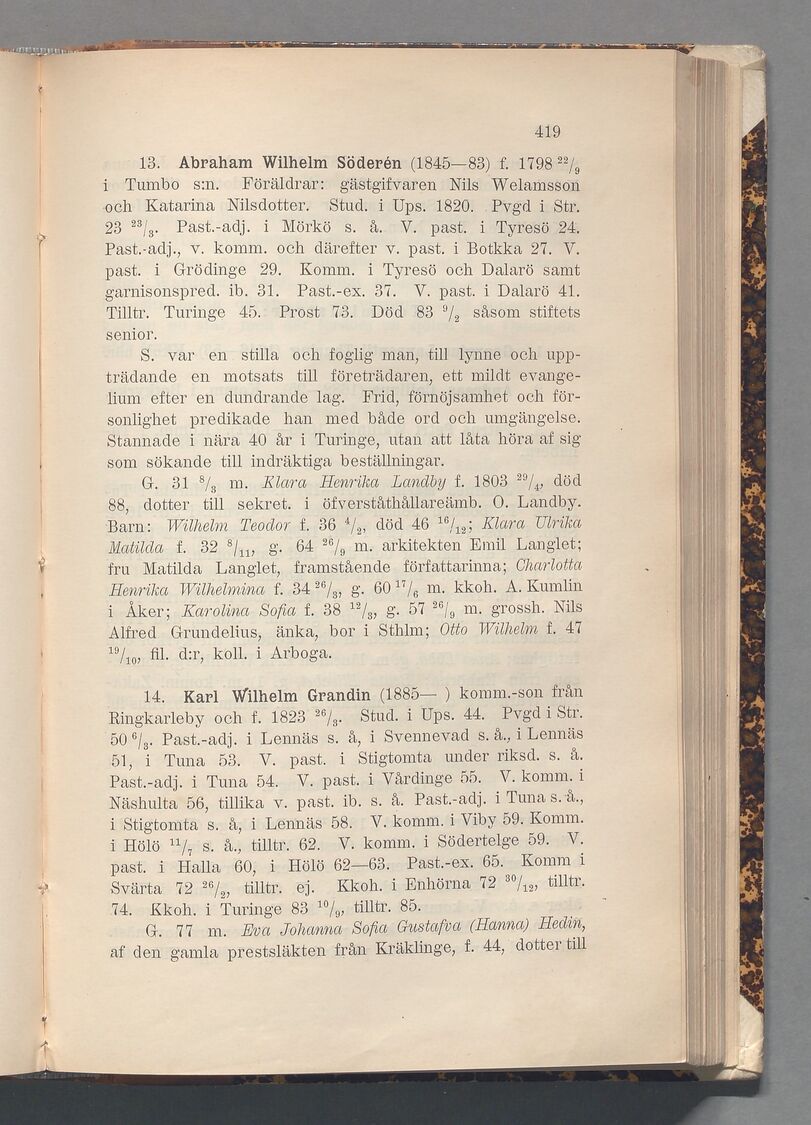 419
13. Abraham Wilhelm Söderén (1845—83) f. 1798 22/9
i Tumbo s:n. Föräldrar: gästgifvaren Nils Welamsson
och Katarina Nilsdotter. Stud. i Ups. 1820. Pvgd i Str.
23 23/3. Past.-adj. i Mörkö s. å. V. past. i Tyresö 24.
Past.-adj., v. komm. och därefter v. past. i Botkka 27. V.
past. i Grödinge 29. Komm. i Tyresö och Dalarö samt
garnisonspred. ib. 31. Past.-ex. 37. V. past. i Dalarö 41.
Tilltr. Turinge 45. Prost 73. Död 83 9/2 såsom stiftets
senior.
S. var en stilla och foglig man, till lynne och upp-
trädande en motsats till företrädaren, ett mildt evange-
lium efter en dundrande lag. Frid, förnöjsamhet och för-
sonlighet predikade han med både ord och umgängelse.
Stannade i nära 40 år i Turinge, utan att låta höra af sig
som sökande till indräktiga beställningar.
G. 31 8/3 m. Klara Henrika Landby f. 1803 29/4, död
88, dotter till sekret. i öfverståthållareämb. O. Landby.
Barn: Wilhelm Teodor f. 36 4/2, död 46 16/12; Klara Ulrika
Matilda f. 32 8/11, g. 64 26/9 m. arkitekten Emil Langlet;
fru Matilda Langlet, framstående författarinna; Charlotta
Henrika Wilhelmina f. 34 26/3, g. 60 17/6 m. kkoh. A. Kumlin
i Åker; Karolina Sofia f. 38 12/3, g. 57 26/9 m. grossh. Nils
Alfred Grundelius, änka, bor i Sthlm; Otto Wilhelm f. 47
19/10, fil. d:r, koll. i Arboga.
14. Karl Wilhelm Grandin (1885— ) komm.-son från
Ringkarleby och f. 1823 26/3. Stud. i Ups. 44. Pvgd i Str.
50 6/3. Past.-adj. i Lennäs s. å, i Svennevad s. å., i Lennäs
51, i Tuna 53. V. past. i Stigtomta under riksd. s. å.
Past.-adj. i Tuna 54. V. past. i Vårdinge 55. V. komm. i
Näshulta 56, tillika v. past. ib. s. å. Past.-adj. i Tuna s. å.,
i Stigtomta s. å, i Lennäs 58. V. komm. i Viby 59. Komm.
i Hölö 11/7 s. å., tilltr. 62. V. komm. i Södertelge 59. V.
past. i Halla 60, i Hölö 62—63. Past.-ex. 65. Komm i
Svärta 72 26/2, tilltr. ej. Kkoh. i Enhörna 72 30/12, tilltr.
74. Kkoh. i Turinge 83 10/9, tilltr. 85.
G. 77 m. Eva Johanna Sofia Gustafva (Hanna) Hedin,
af den gamla prestsläkten från Kräklinge, f. 44, dotter till